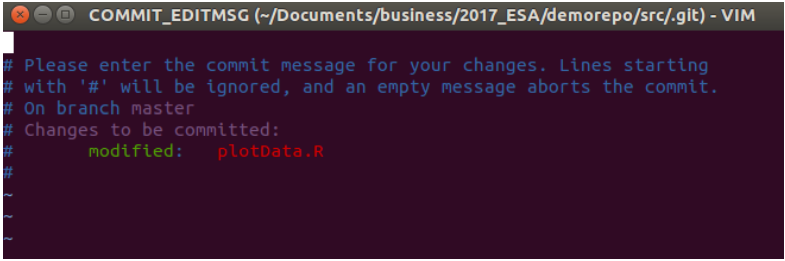 COMMIT_EDITMSG (~/Documents/business/2017_ESA/demorepo/src/.git) - VIM
# Please enter the commit message for your changes. Lines starting
# with '#' will be ignored, and an empty message aborts the commit.
# On branch master
# Changes to be committed:
#       modified:   plotData.R
#
~
~
~